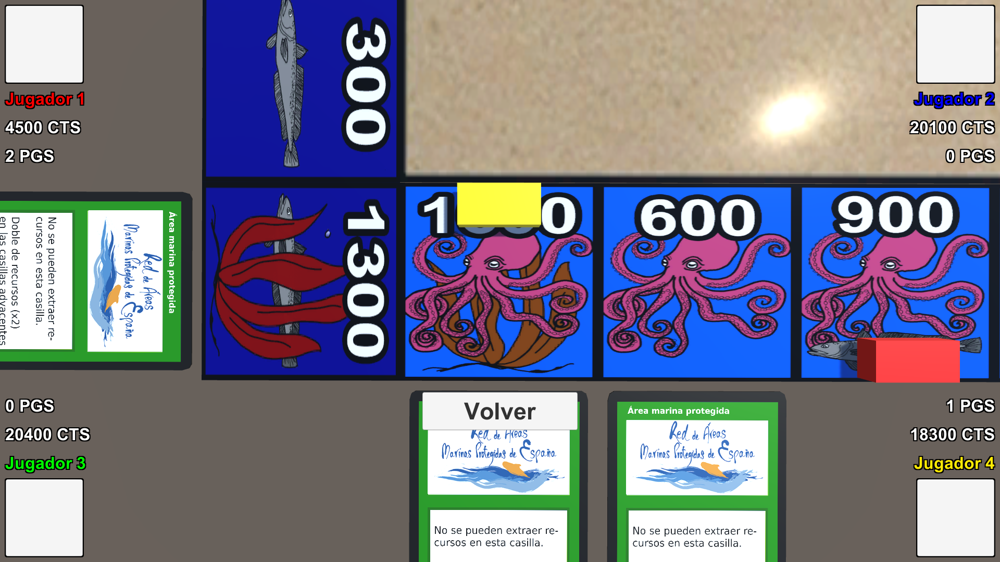 Jugador 1
4500 CTS
2 PGS
Jugador 2
20100 CTS
0 PGS
300
1300
600
900
Área marina protegida
Red de Áreas
Marinas Protegidas de España
No se pueden extraer re-
cursos en esta casilla.
Doble de recursos (x2)
en las casillas adyacentes
0 PGS
20400 CTS
Jugador 3
Volver
Red de Áreas
Marinas Protegidas de España
No se pueden extraer re-
cursos en esta casilla.
Área marina protegida
Red de Áreas
Marinas Protegidas de España
No se pueden extraer re-
cursos en esta casilla.
1 PGS
18300 CTS
Jugador 4